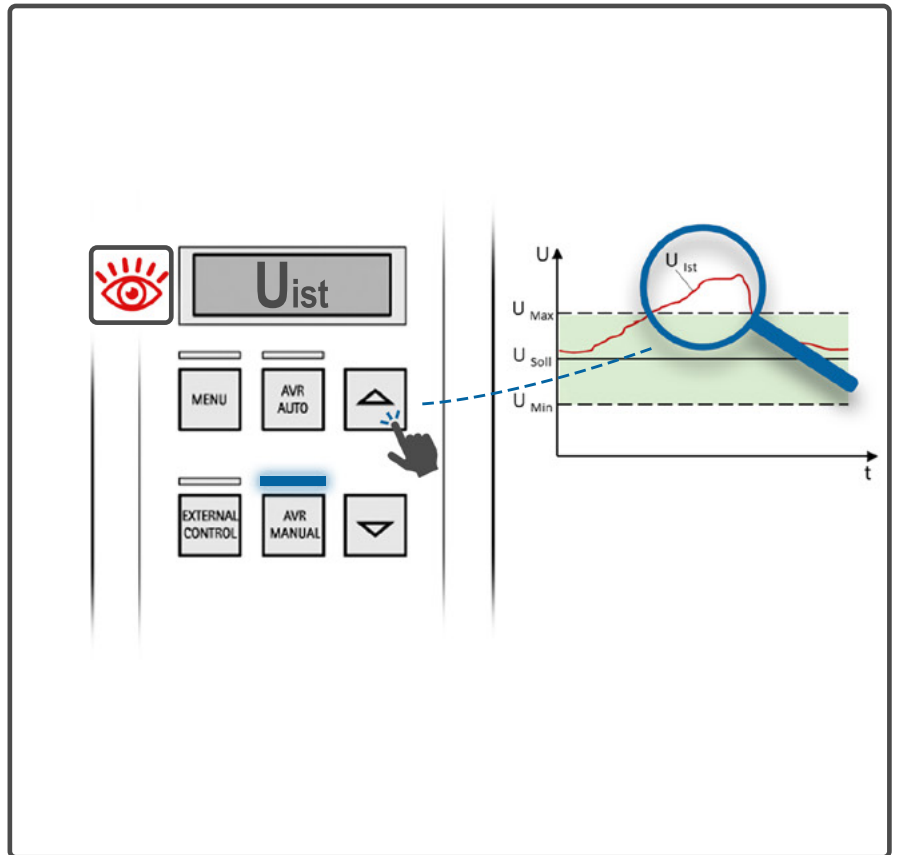 Uist
MENU
AVR
AUTO
EXTERNAL
CONTROL
AVR
MANUAL
U
U Ist
U Max
U Soll
U Min
t